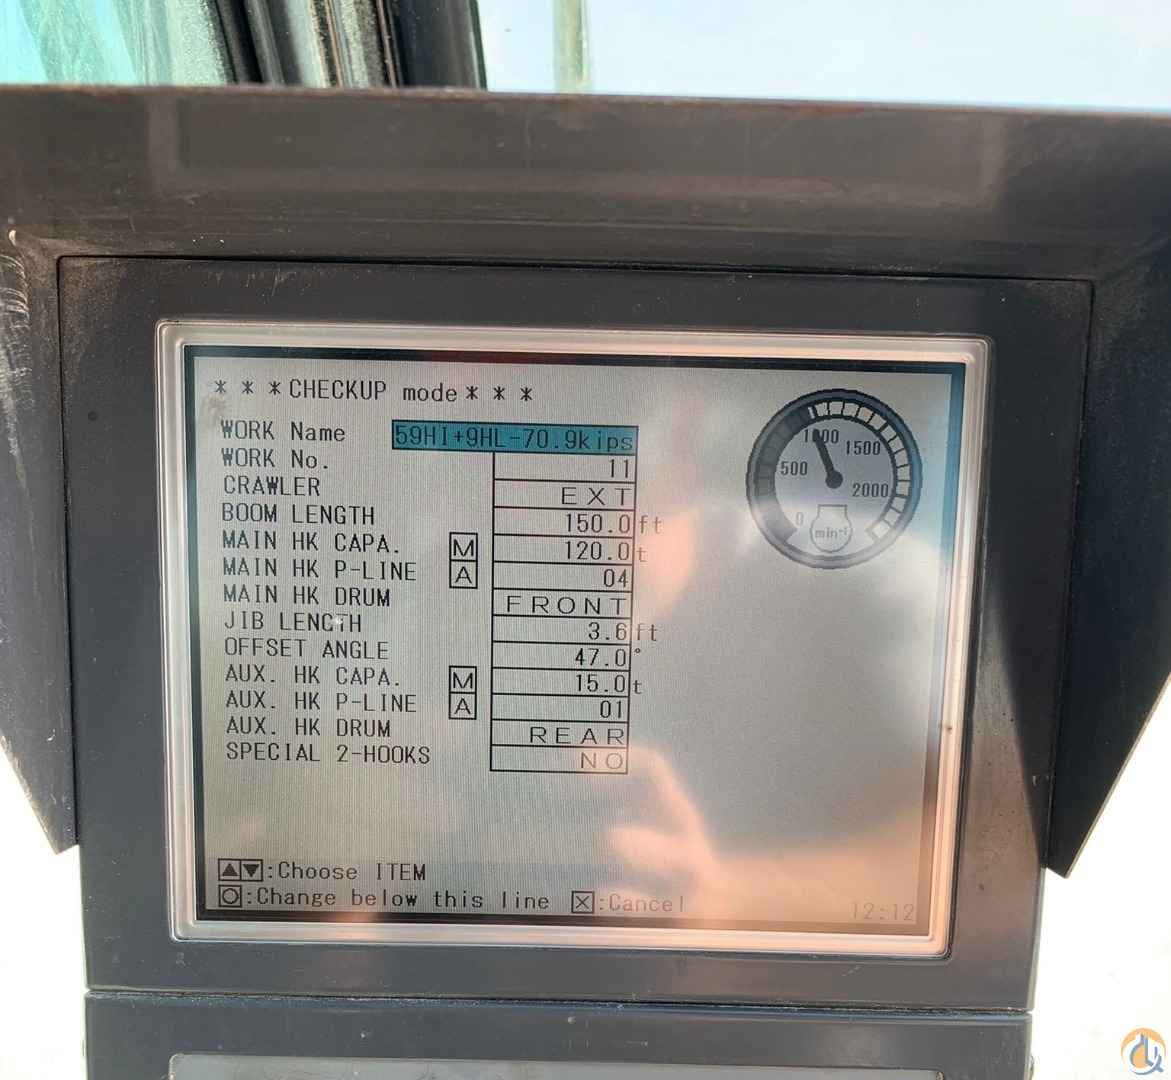 * * *CHECKUP mode* * *
WORK Name 59HI+9HL-70.9kips
WORK No. 11
CRAWLER EXT
BOOM LENGTH 150.0ft
MAIN HK CAPA. M 120.0t
MAIN HK P-LINE A 04
MAIN HK DRUM FRONT
JIB LENGTH 3.6ft
OFFSET ANGLE 47.0°
AUX. HK CAPA. M 15.0t
AUX. HK P-LINE A 01
AUX. HK DRUM REAR
SPECIAL 2-HOOKS NO
▲▼:Choose ITEM
○:Change below this line ×:Cancel
12:12
0 500 1000 1500 2000
min-1